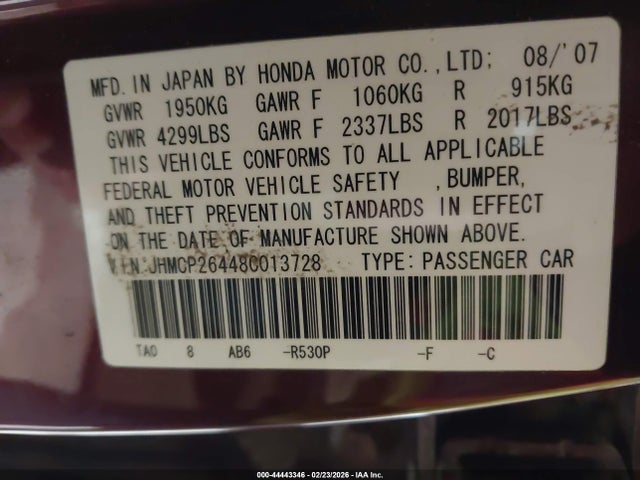 MFD. IN JAPAN BY HONDA MOTOR CO., LTD; 08/'07
GVWR 1950KG GAWR F 1060KG R 915KG
GVWR 4299LBS GAWR F 2337LBS R 2017LBS
THIS VEHICLE CONFORMS TO ALL APPLICABLE
FEDERAL MOTOR VEHICLE SAFETY , BUMPER,
AND THEFT PREVENTION STANDARDS IN EFFECT
ON THE DATE OF MANUFACTURE SHOWN ABOVE.
VIN:JHMCP26448C013728 TYPE: PASSENGER CAR
TA0 8 AB6 -R530P -F -C
000-44443346 - 02/23/2026 - IAA Inc.